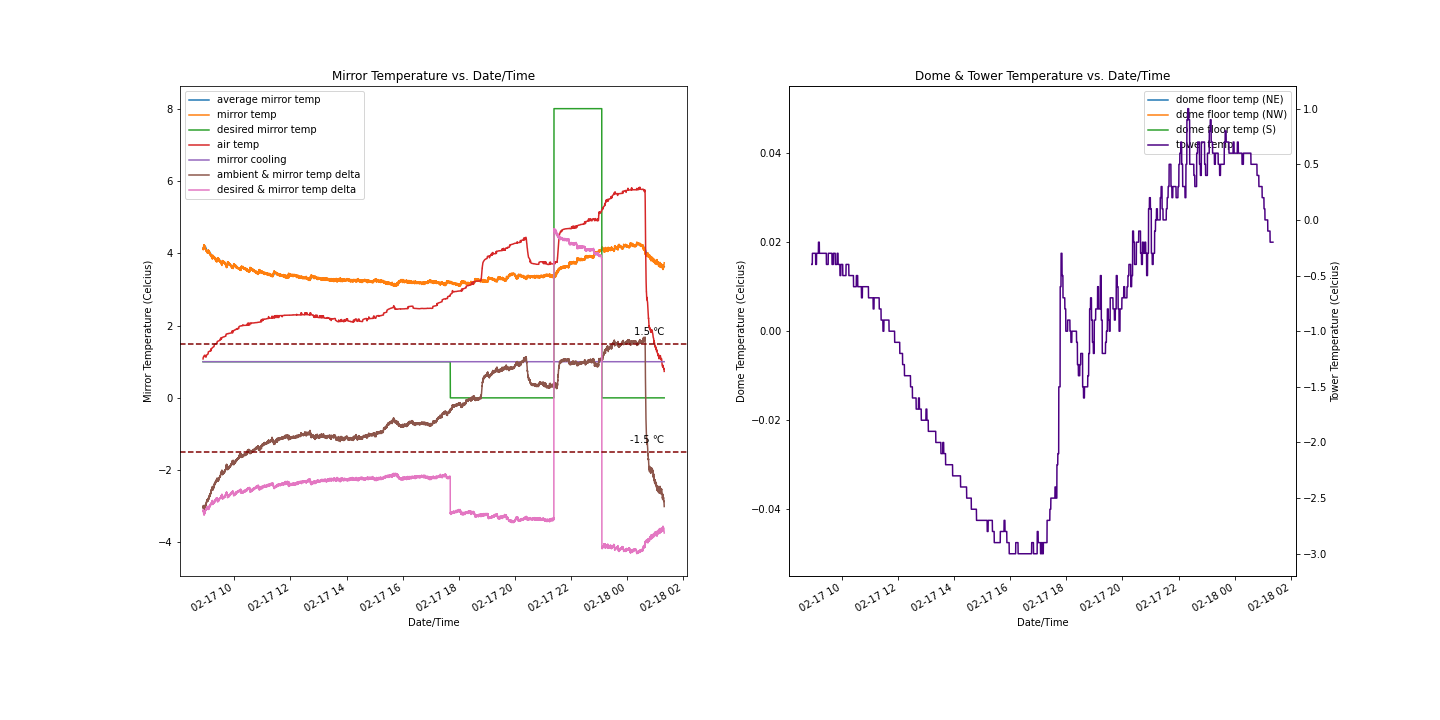 Mirror Temperature vs. Date/Time
average mirror temp
mirror temp
desired mirror temp
air temp
mirror cooling
ambient & mirror temp delta
desired & mirror temp delta
8
6
4
2
0
−2
−4
Mirror Temperature (Celcius)
1.5 °C
-1.5 °C
02-17 10
02-17 12
02-17 14
02-17 16
02-17 18
02-17 20
02-17 22
02-18 00
02-18 02
Date/Time
Dome & Tower Temperature vs. Date/Time
dome floor temp (NE)
dome floor temp (NW)
dome floor temp (S)
tower temp
0.04
0.02
0.00
−0.02
−0.04
Dome Temperature (Celcius)
1.0
0.5
0.0
−0.5
−1.0
−1.5
−2.0
−2.5
−3.0
Tower Temperature (Celcius)
02-17 10
02-17 12
02-17 14
02-17 16
02-17 18
02-17 20
02-17 22
02-18 00
02-18 02
Date/Time